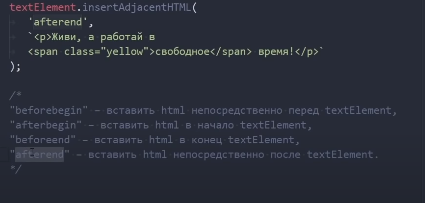 textElement.insertAdjacentHTML(
'afterend',
`<p>Живи, а работай в
<span class="yellow">свободное</span> время!</p>`
);
/*
"beforebegin" – вставить html непосредственно перед textElement,
"afterbegin" – вставить html в начало textElement,
"beforeend" – вставить html в конец textElement,
"afterend" – вставить html непосредственно после textElement.
*/